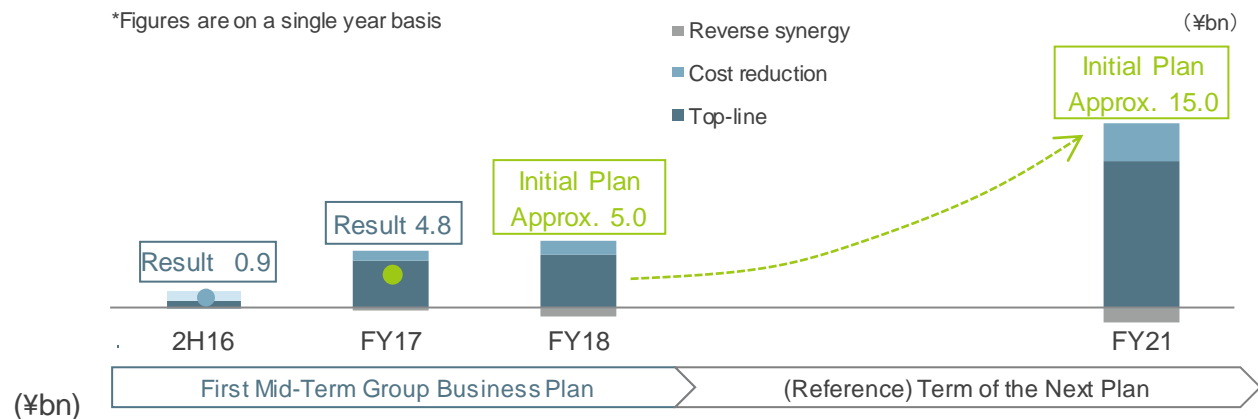 *Figures are on a single year basis
(¥bn)
Reverse synergy
Cost reduction
Top-line
Initial Plan
Approx. 15.0
Initial Plan
Approx. 5.0
Result 4.8
Result 0.9
2H16
FY17
FY18
FY21
First Mid-Term Group Business Plan
(Reference) Term of the Next Plan
(¥bn)